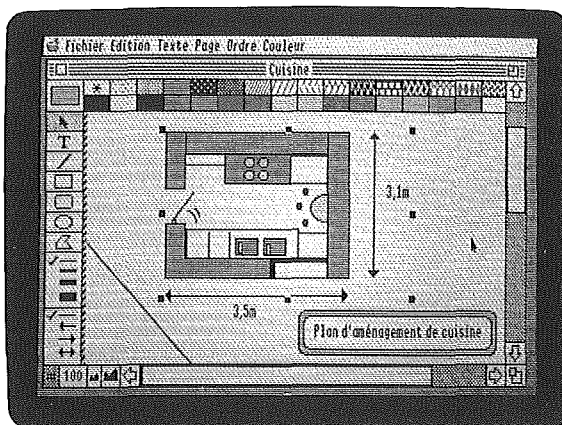 Fichier Edition Texte Page Ordre Couleur
Cuisine
T
3,1m
3,5m
Plan d'aménagement de cuisine
100